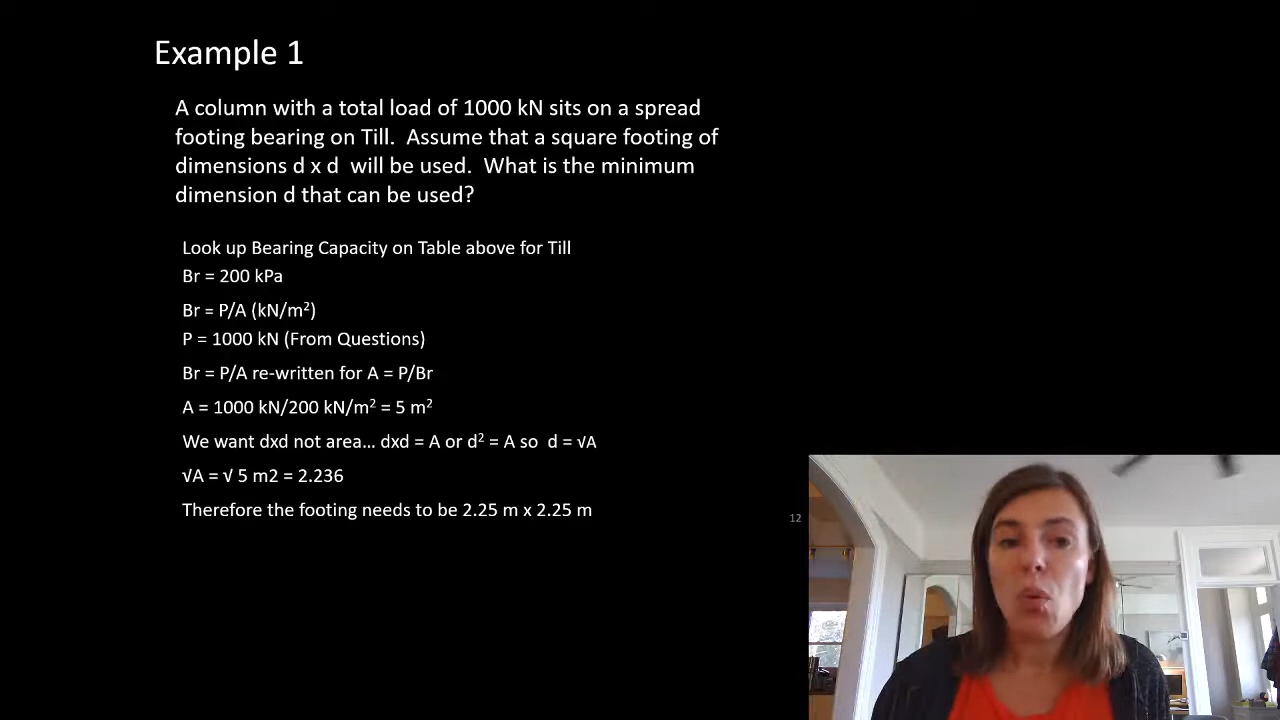 Example 1
A column with a total load of 1000 kN sits on a spread
footing bearing on Till.  Assume that a square footing of
dimensions d x d  will be used.  What is the minimum
dimension d that can be used?
Look up Bearing Capacity on Table above for Till
Br = 200 kPa
Br = P/A (kN/m²)
P = 1000 kN (From Questions)
Br = P/A re-written for A = P/Br
A = 1000 kN/200 kN/m² = 5 m²
We want dxd not area... dxd = A or d² = A so  d = √A
√A = √ 5 m2 = 2.236
Therefore the footing needs to be 2.25 m x 2.25 m
12